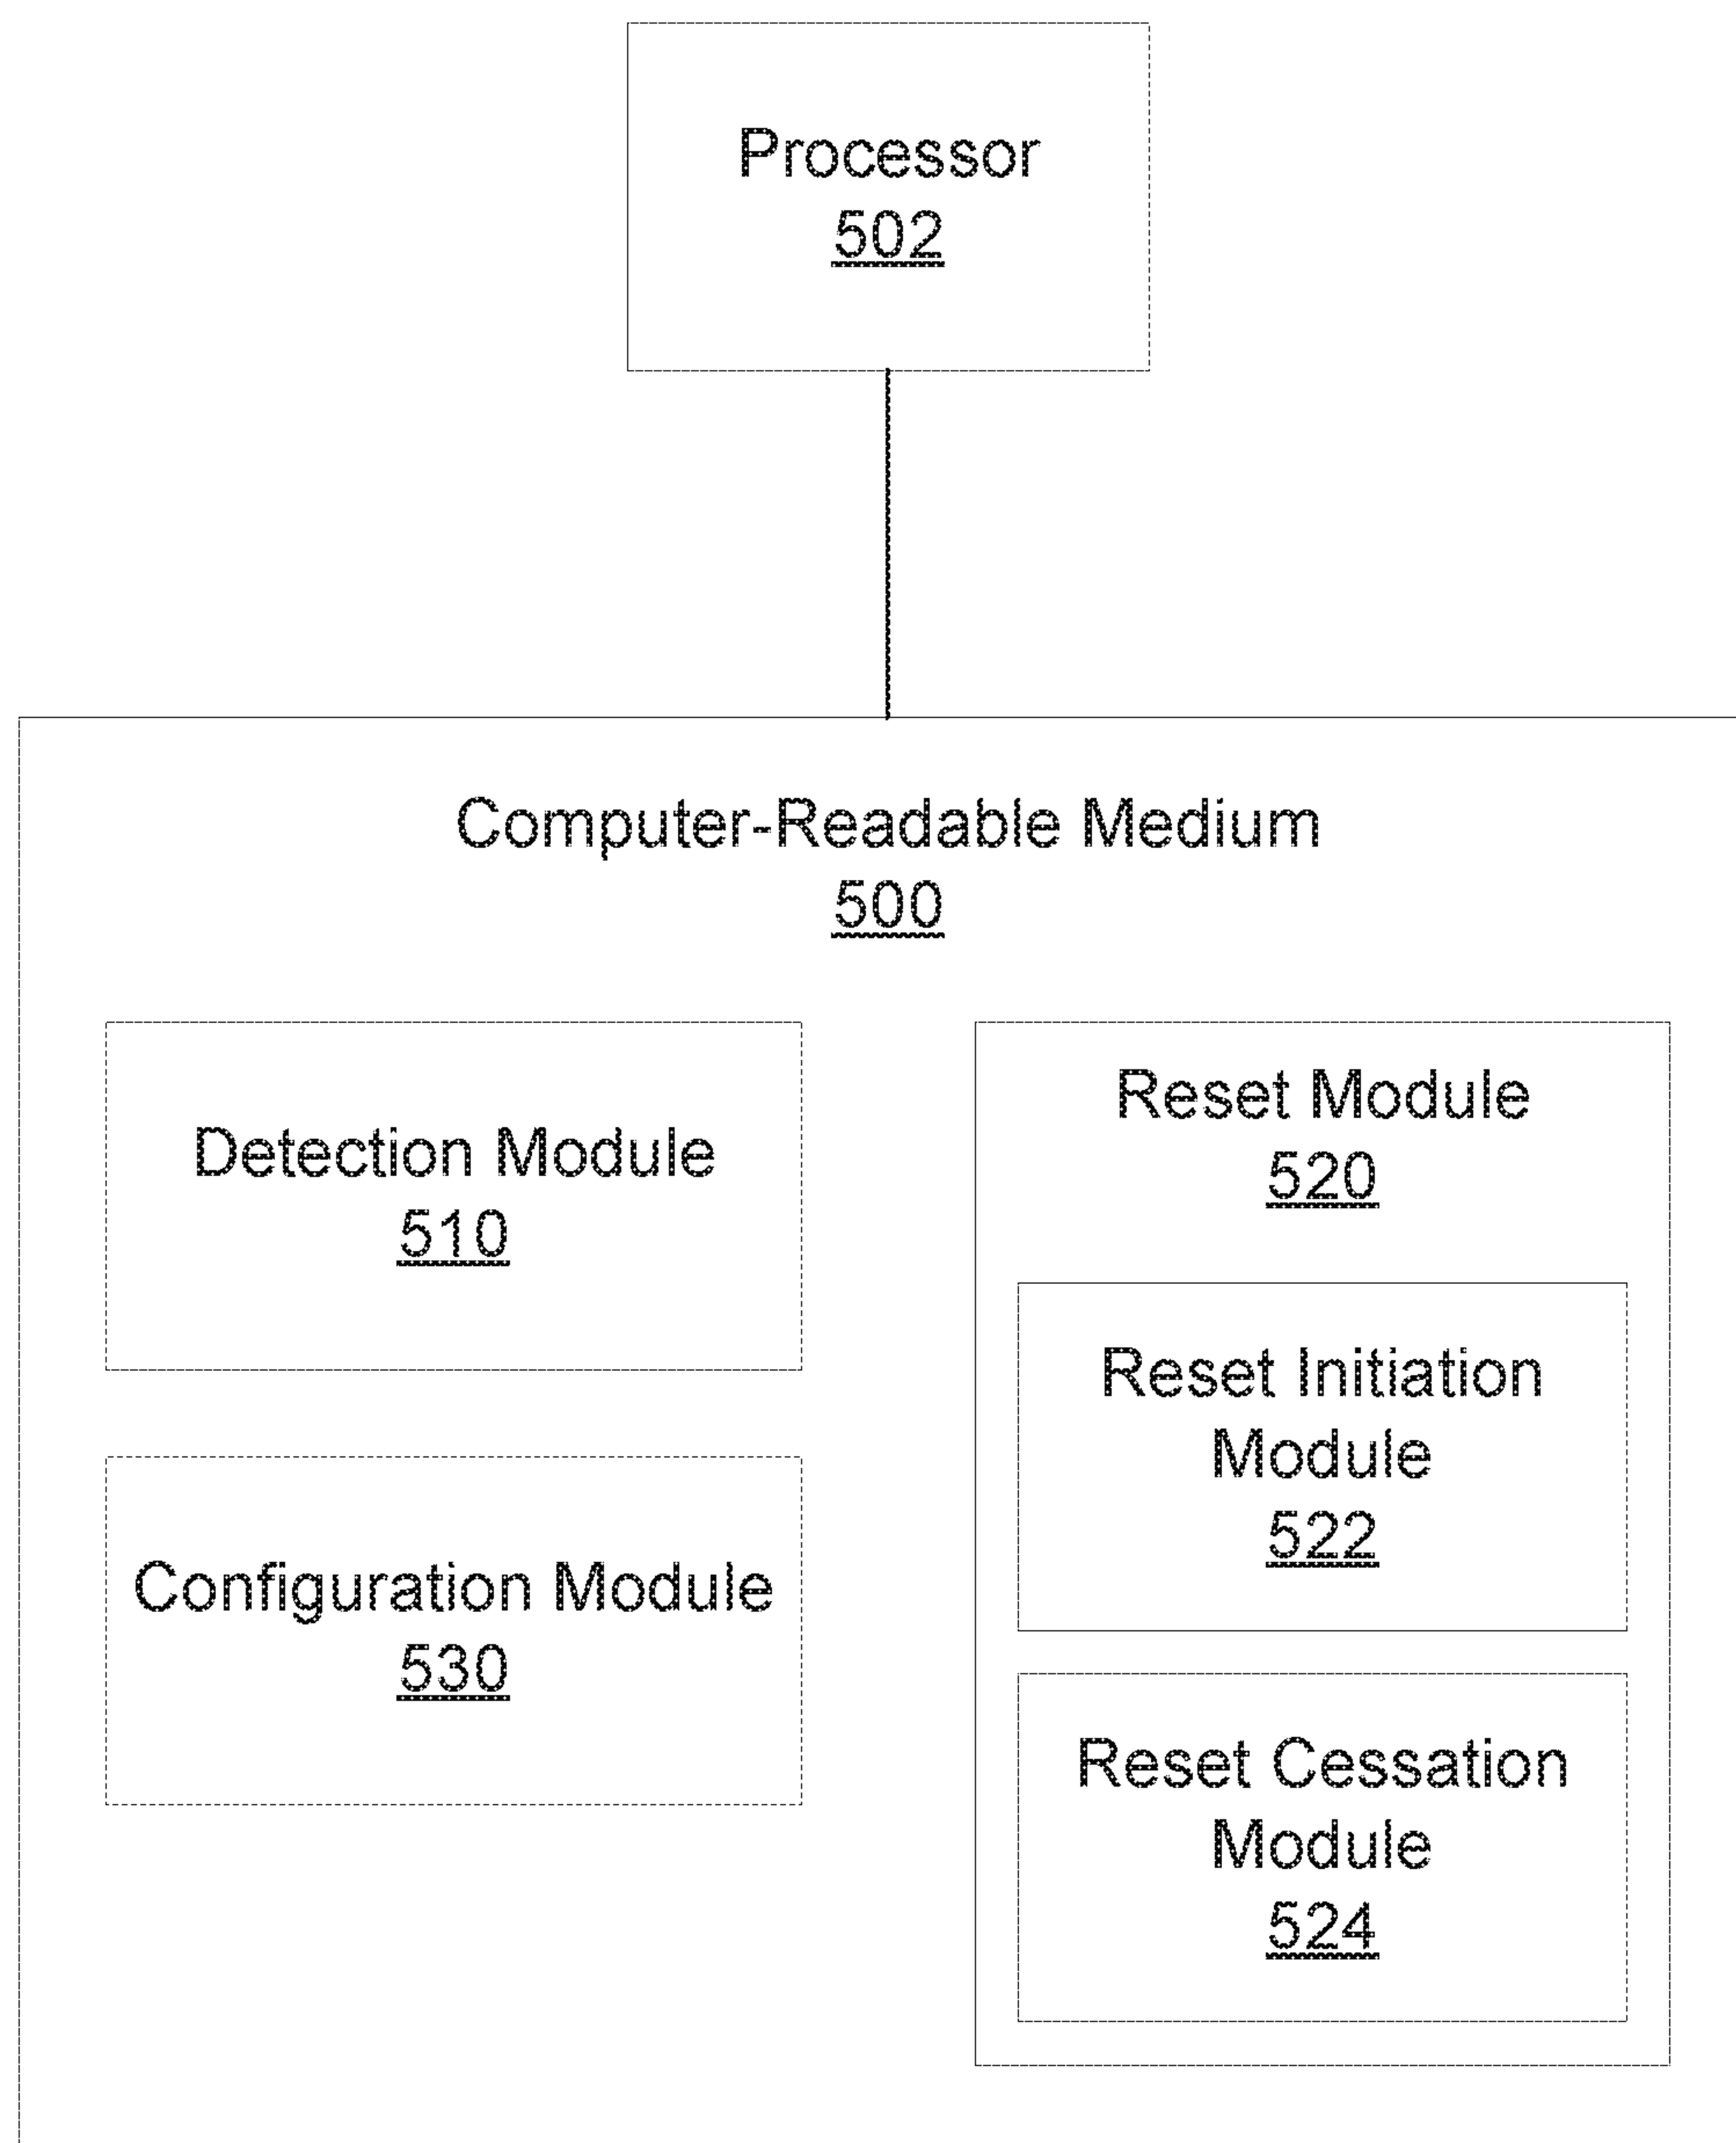 Processor
502
Computer-Readable Medium
500
Detection Module
510
Configuration Module
530
Reset Module
520
Reset Initiation
Module
522
Reset Cessation
Module
524